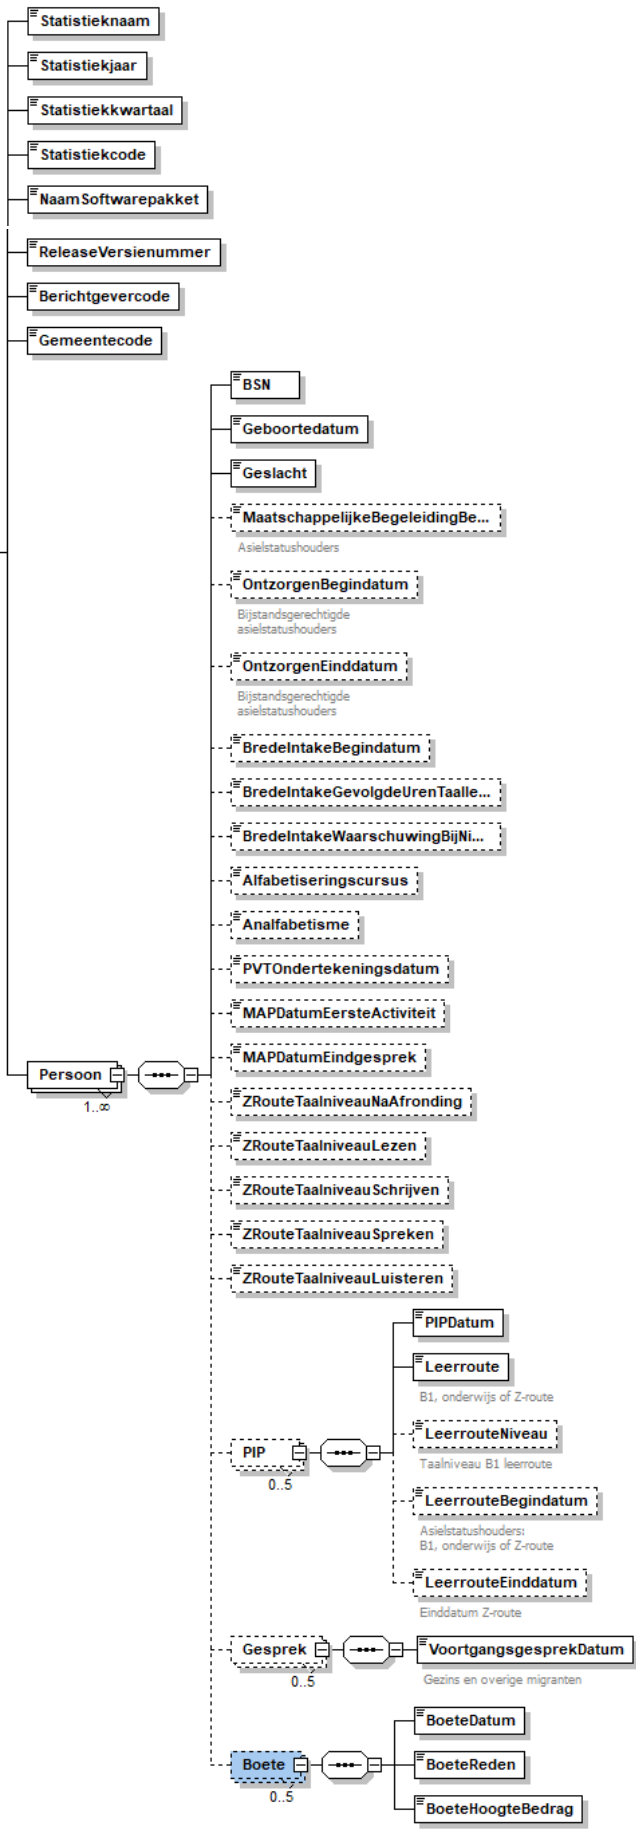 Statistieknaam
Statistiekjaar
Statistiekkwartaal
Statistiekcode
NaamSoftwarepakket
ReleaseVersienummer
Berichtgevercode
Gemeentecode
BSN
Geboortedatum
Geslacht
MaatschappelijkeBegeleidingBe...
Asielstatushouders
OntzorgenBegindatum
Bijstandsgerechtigde
asielstatushouders
OntzorgenEinddatum
Bijstandsgerechtigde
asielstatushouders
BredeIntakeBegindatum
BredeIntakeGevolgdeUrenTaalle...
BredeIntakeWaarschuwingBijNi...
Alfabetiseringscursus
Analfabetisme
PVTOndertekeningsdatum
MAPDatumEersteActiviteit
MAPDatumEindgesprek
Persoon
1..∞
ZRouteTaalniveauNaAfronding
ZRouteTaalniveauLezen
ZRouteTaalniveauSchrijven
ZRouteTaalniveauSpreken
ZRouteTaalniveauLuisteren
PIPDatum
Leerroute
B1, onderwijs of Z-route
LeerrouteNiveau
Taalniveau B1 leerroute
PIP
0..5
LeerrouteBegindatum
Asielstatushouders:
B1, onderwijs of Z-route
LeerrouteEinddatum
Einddatum Z-route
Gesprek
0..5
VoortgangsgesprekDatum
Gezins en overige migranten
BoeteDatum
Boete
0..5
BoeteReden
BoeteHoogteBedrag